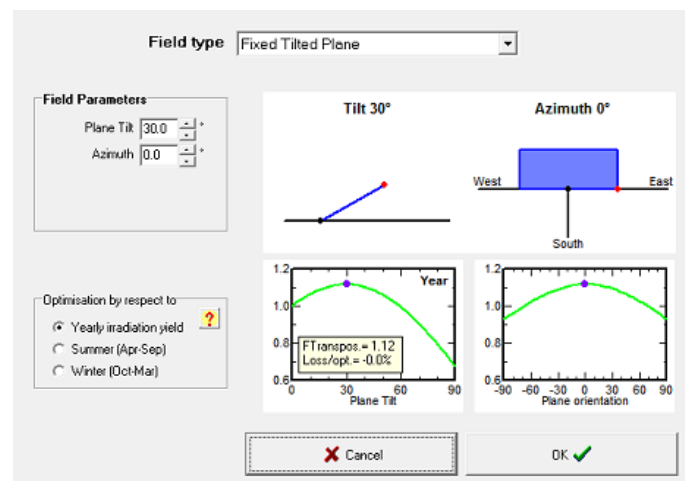 Field type Fixed Tilted Plane
Field Parameters
Plane Tilt 30.0 °
Azimuth 0.0 °
Tilt 30°
Azimuth 0°
West East
South
Optimisation by respect to
Yearly irradiation yield ?
Summer (Apr-Sep)
Winter (Oct-Mar)
1.2
1.0
0.8
0.6
Year
FTranspos.= 1.12
Loss/opt.= -0.0%
0 30 60 90
Plane Tilt
1.2
1.0
0.8
0.6
-90 -60 -30 0 30 60 90
Plane orientation
Cancel
OK